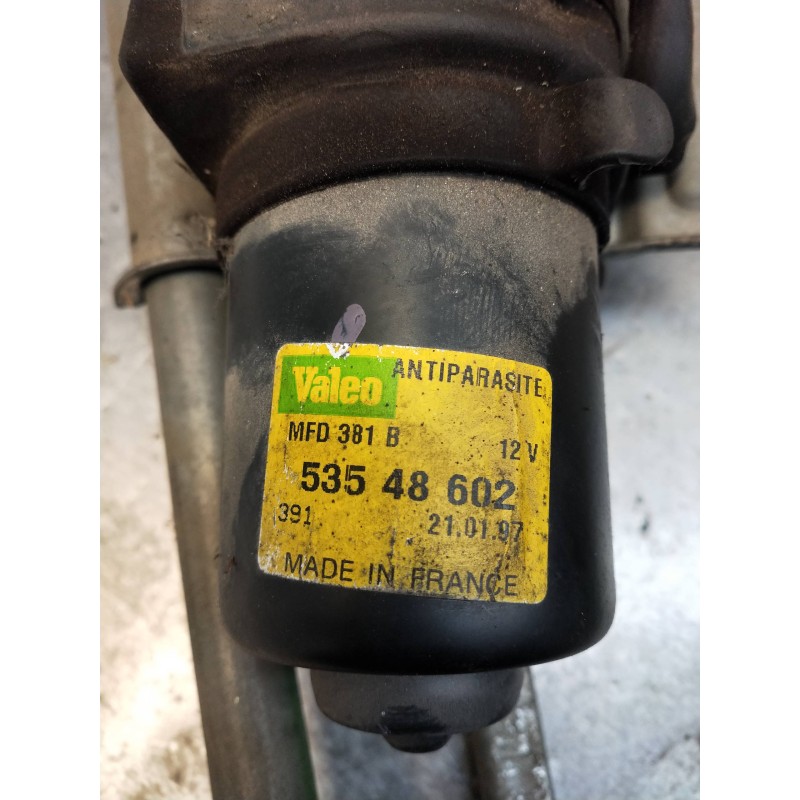 Valeo ANTIPARASITE
MFD 381 B 12 V
535 48 602
391 21.01.97
MADE IN FRANCE